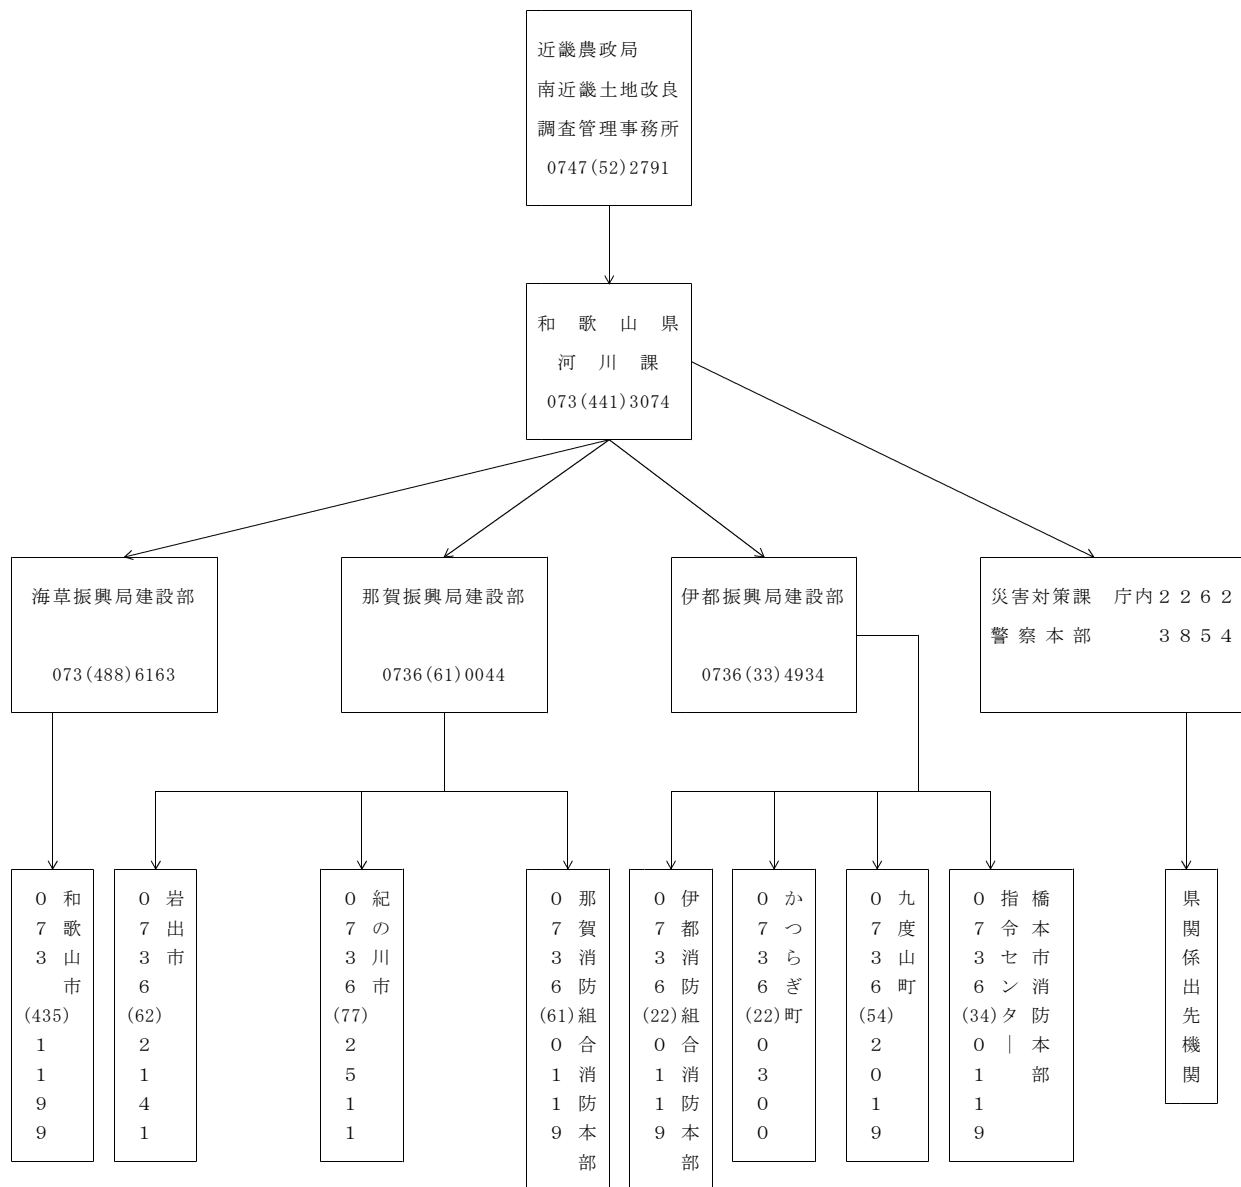 近畿農政局
南近畿土地改良
調査管理事務所
0747(52)2791
和歌山県
河川課
073(441)3074
海草振興局建設部
073(488)6163
那賀振興局建設部
0736(61)0044
伊都振興局建設部
0736(33)4934
災害対策課 庁内２２６２
警察本部 ３８５４
和歌山市
０７３(435)１１９９
岩出市
０７３６(62)２１４１
紀の川市
０７３６(77)２５１１
那賀消防組合消防本部
０７３６(61)０１１９
伊都消防組合消防本部
０７３６(22)０１１９
かつらぎ町
０７３６(22)０３００
九度山町
０７３６(54)２０１９
橋本市消防本部
指令センター
０７３６(34)０１１９
県関係出先機関